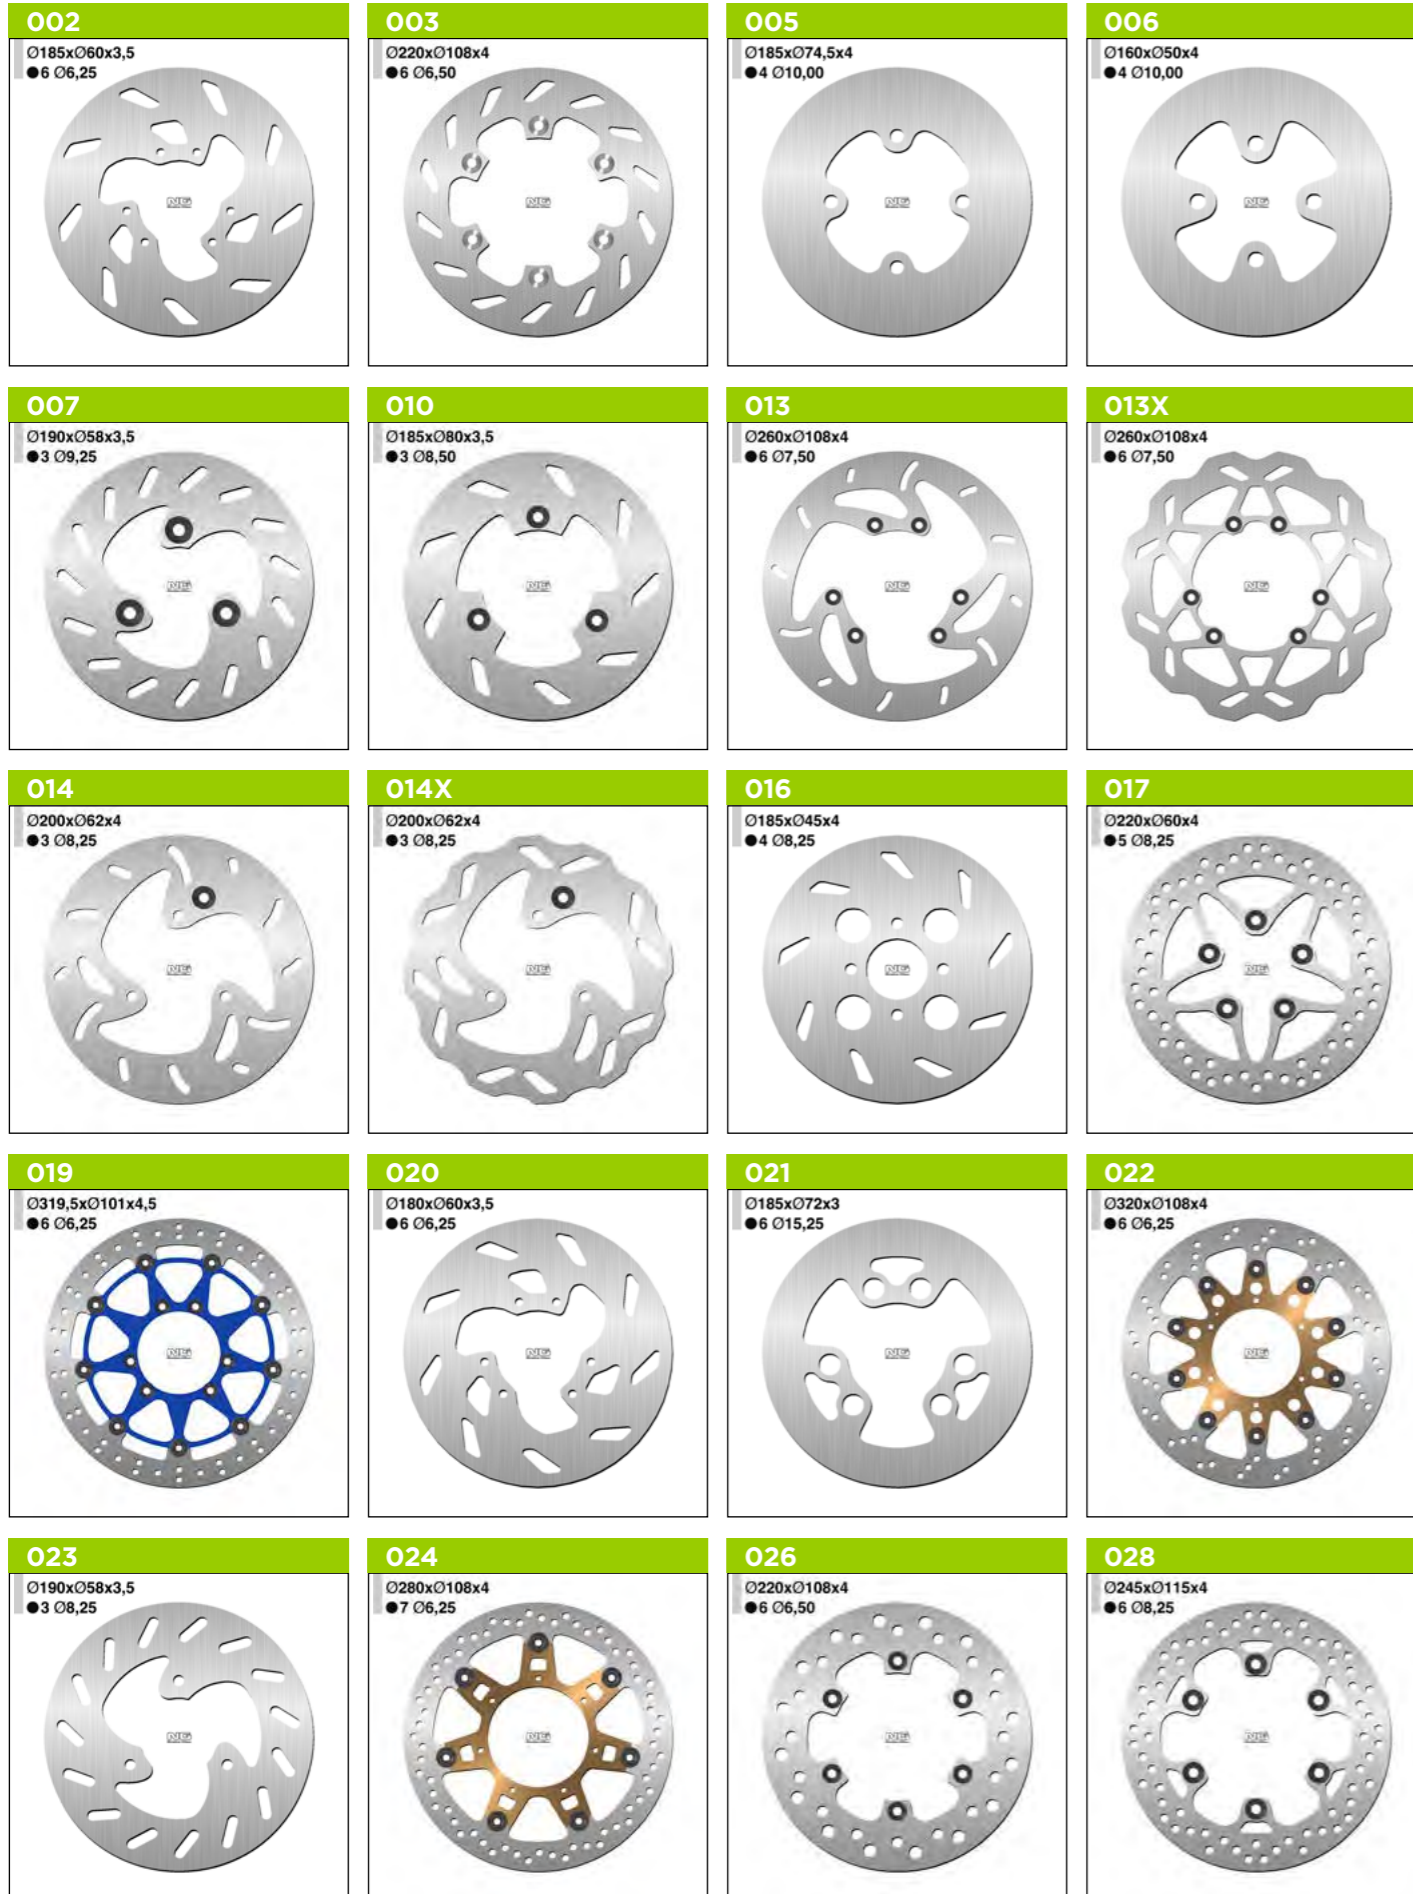 002
Ø185xØ60x3,5
●6 Ø6,25
003
Ø220xØ108x4
●6 Ø6,50
005
Ø185xØ74,5x4
●4 Ø10,00
006
Ø160xØ50x4
●4 Ø10,00
007
Ø190xØ58x3,5
●3 Ø9,25
010
Ø185xØ80x3,5
●3 Ø8,50
013
Ø260xØ108x4
●6 Ø7,50
013X
Ø260xØ108x4
●6 Ø7,50
014
Ø200xØ62x4
●3 Ø8,25
014X
Ø200xØ62x4
●3 Ø8,25
016
Ø185xØ45x4
●4 Ø8,25
017
Ø220xØ60x4
●5 Ø8,25
019
Ø319,5xØ101x4,5
●6 Ø6,25
020
Ø180xØ60x3,5
●6 Ø6,25
021
Ø185xØ72x3
●6 Ø15,25
022
Ø320xØ108x4
●6 Ø6,25
023
Ø190xØ58x3,5
●3 Ø8,25
024
Ø280xØ108x4
●7 Ø6,25
026
Ø220xØ108x4
●6 Ø6,50
028
Ø245xØ115x4
●6 Ø8,25